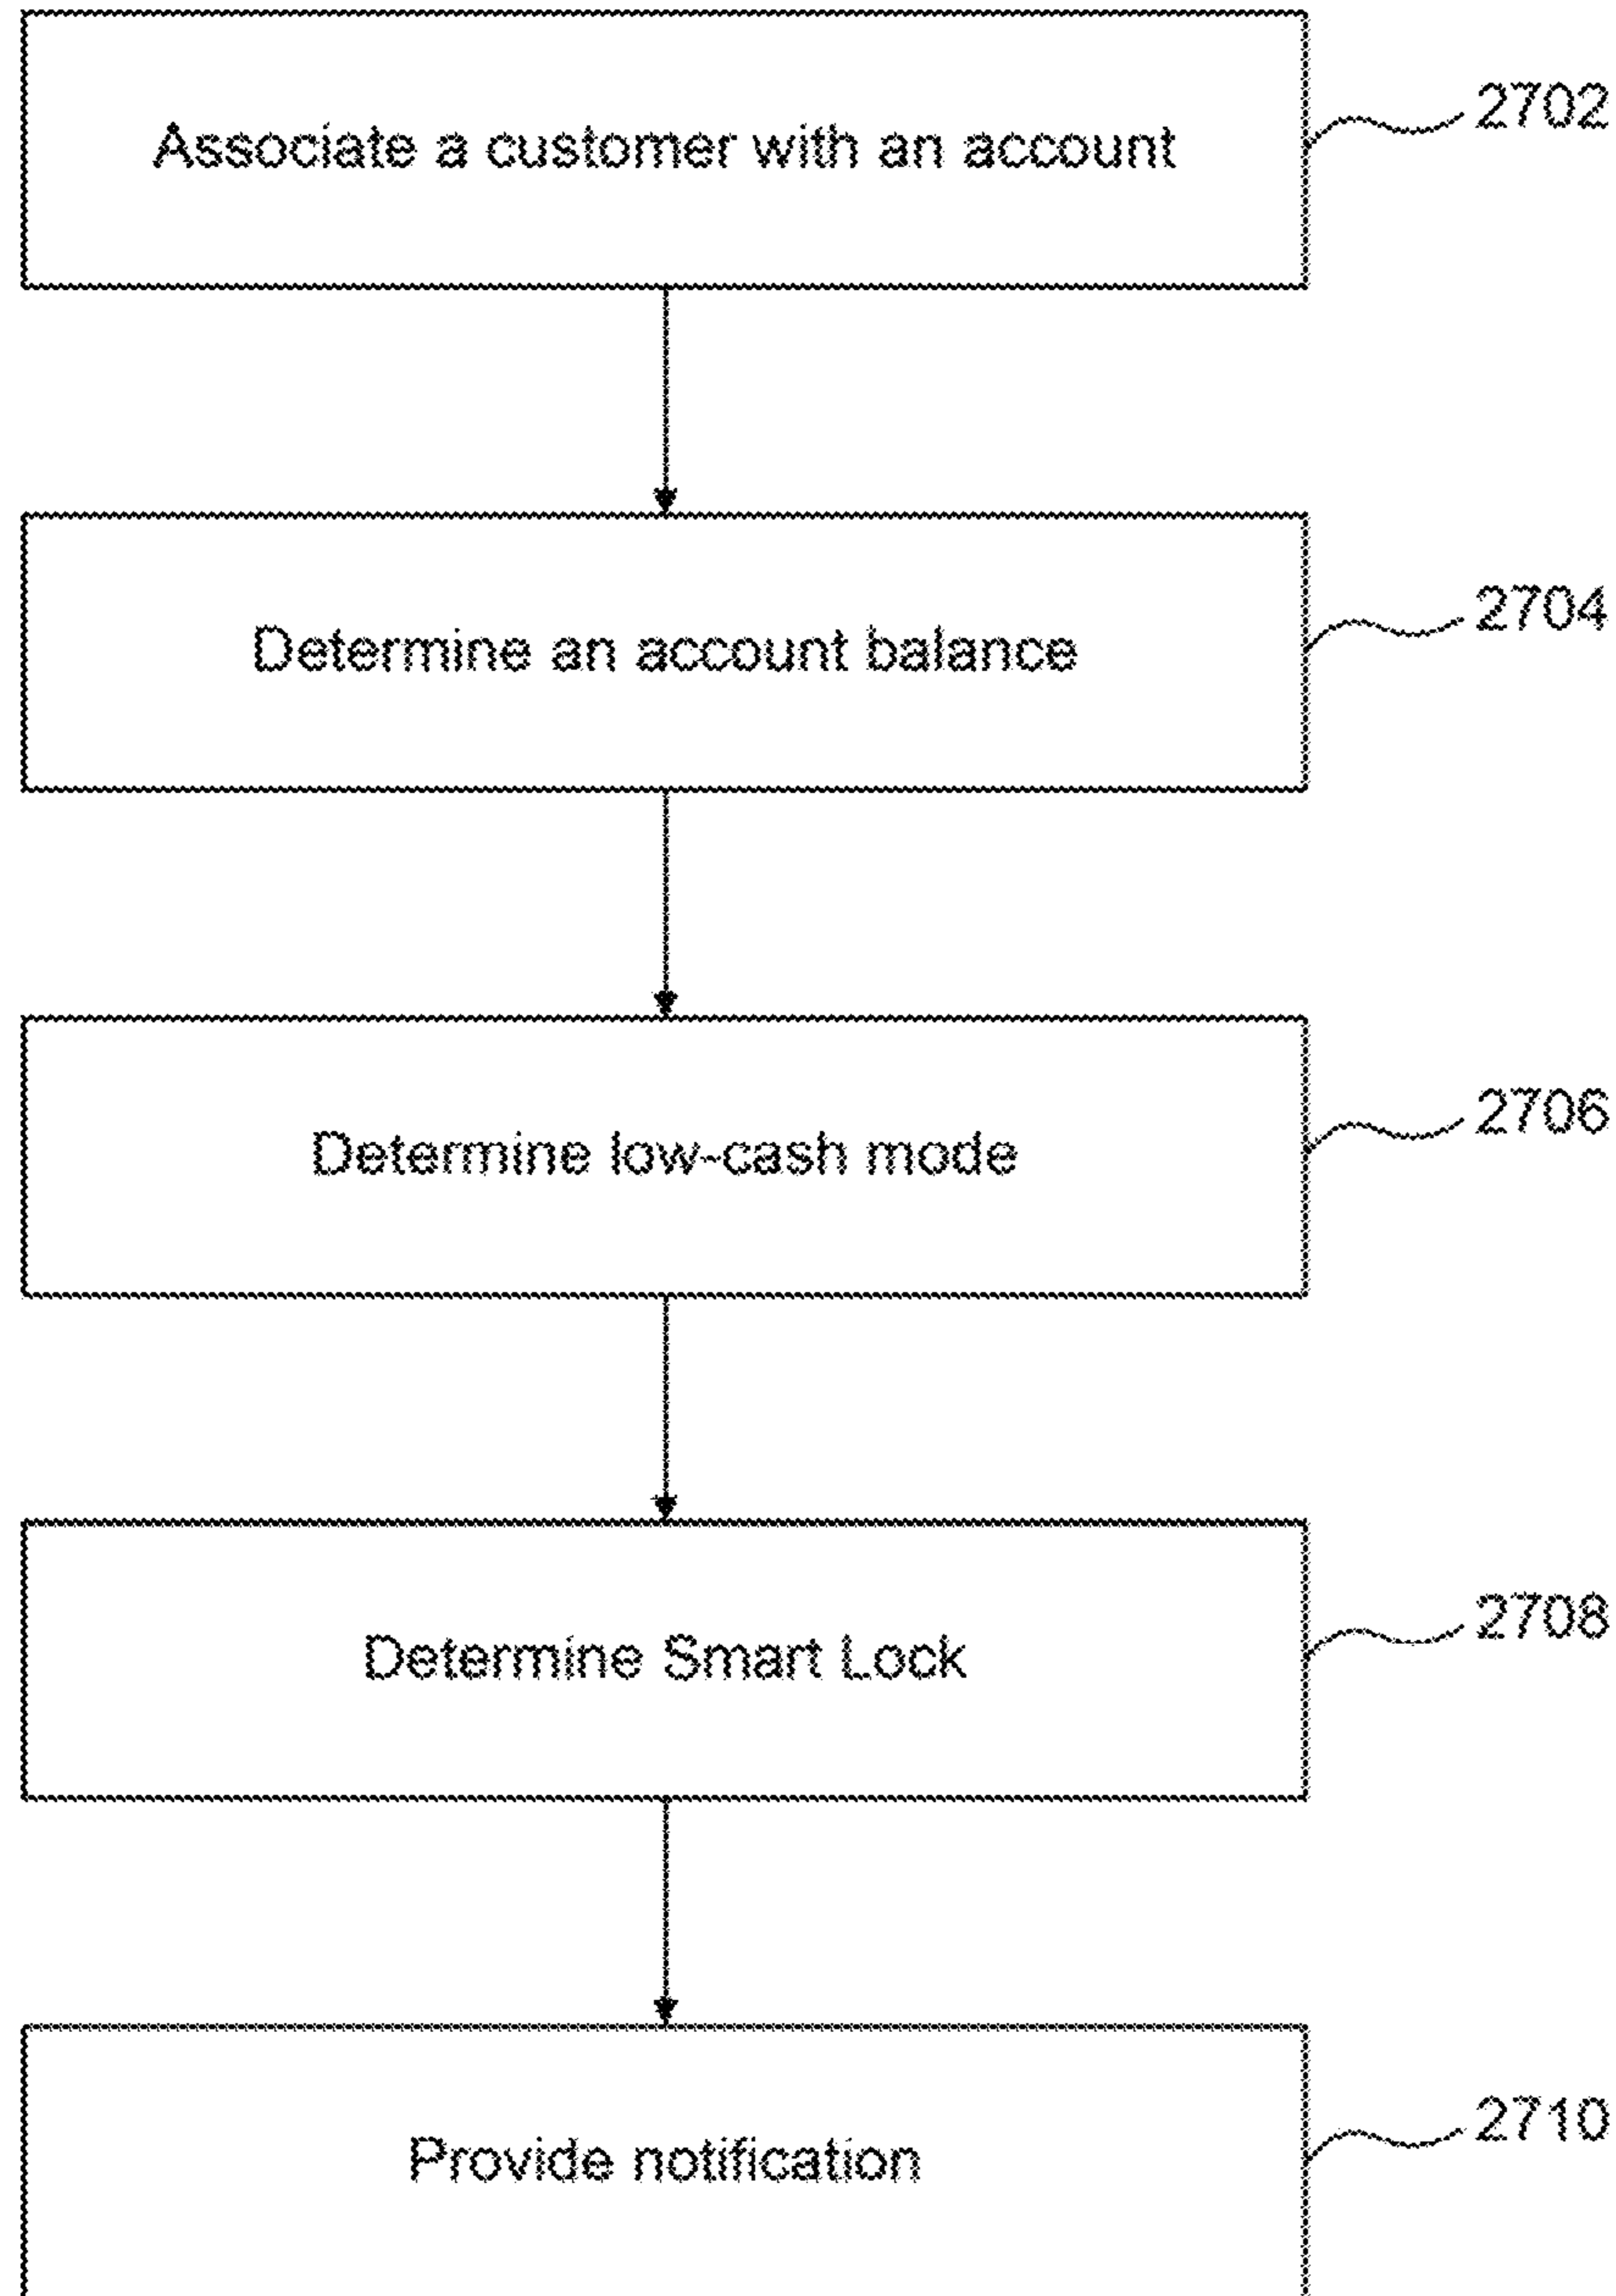 Associate a customer with an account
2702
Determine an account balance
2704
Determine low-cash mode
2706
Determine Smart Lock
2708
Provide notification
2710